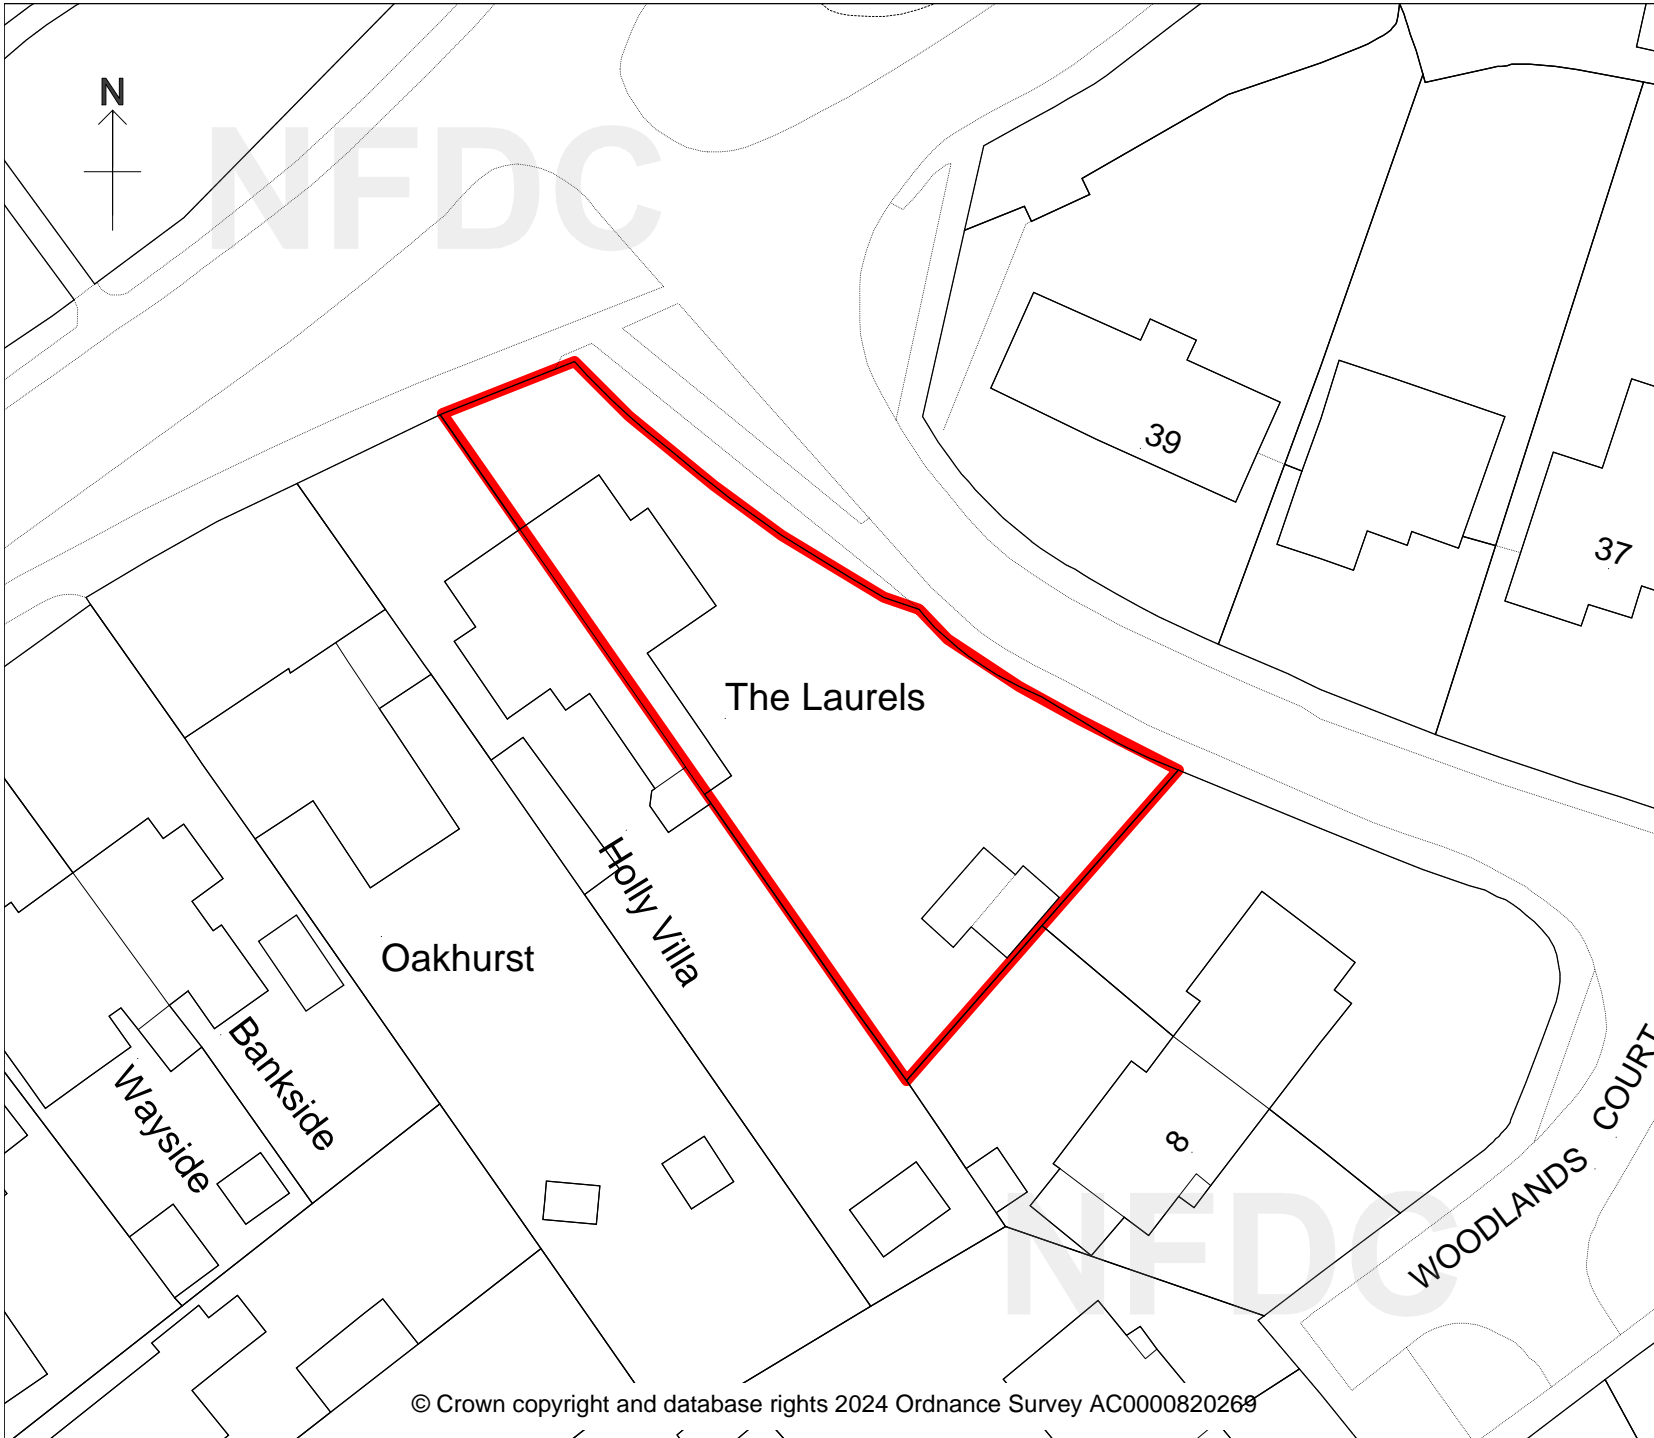 N
NFDC
39
37
The Laurels
Holly Villa
Oakhurst
Bankside
Wayside
8
WOODLANDS COURT
NFDC
© Crown copyright and database rights 2024 Ordnance Survey AC0000820269